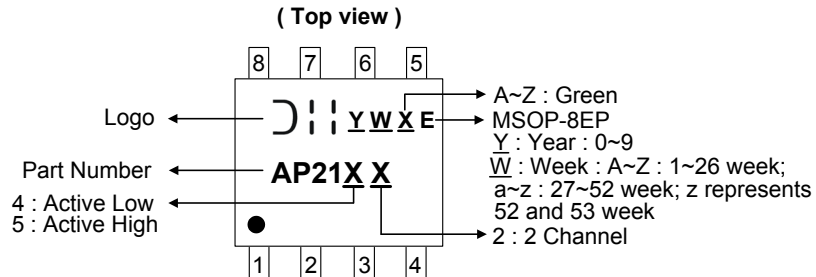 ( Top view )
8 7 6 5
Logo
Y W X E
A~Z : Green
MSOP-8EP
Y : Year : 0~9
W : Week : A~Z : 1~26 week;
a~z : 27~52 week; z represents
52 and 53 week
Part Number
AP21X X
4 : Active Low
5 : Active High
2 : 2 Channel
1 2 3 4